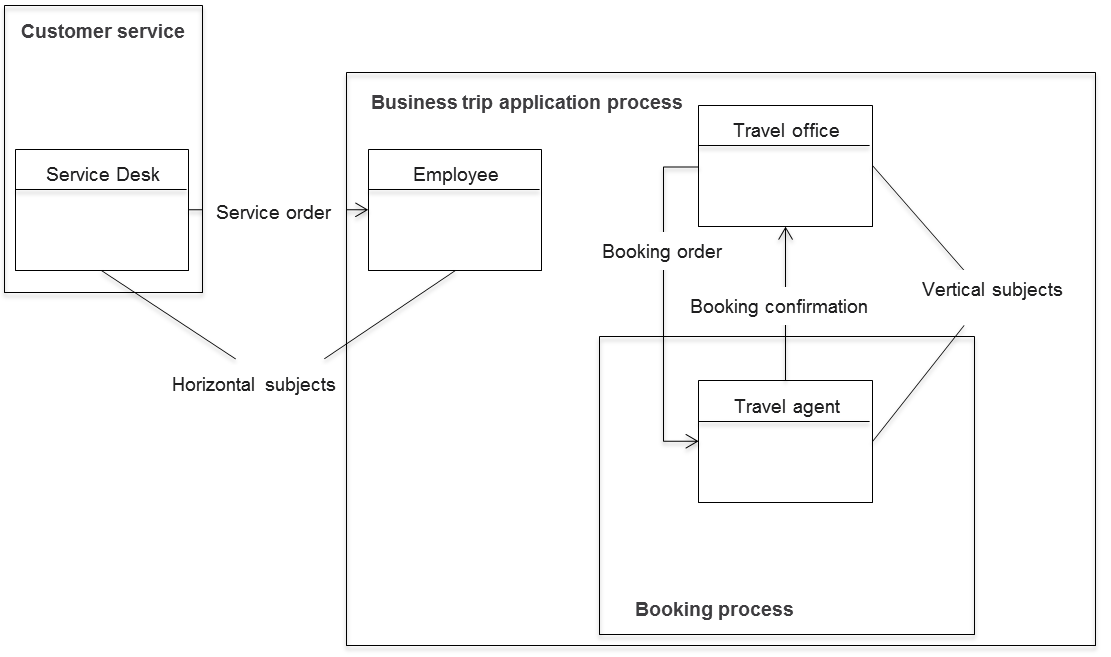 Customer service
Business trip application process
Travel office
Service Desk
Employee
Service order
Booking order
Vertical subjects
Booking confirmation
Horizontal subjects
Travel agent
Booking process